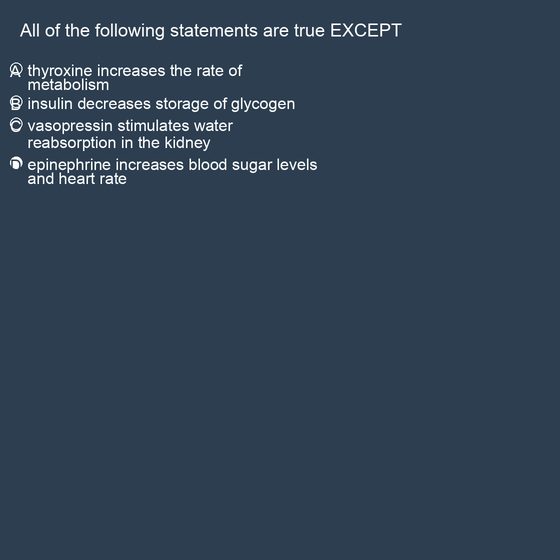 All of the following statements are true EXCEPT
A thyroxine increases the rate of
metabolism
B insulin decreases storage of glycogen
C vasopressin stimulates water
reabsorption in the kidney
D epinephrine increases blood sugar levels
and heart rate